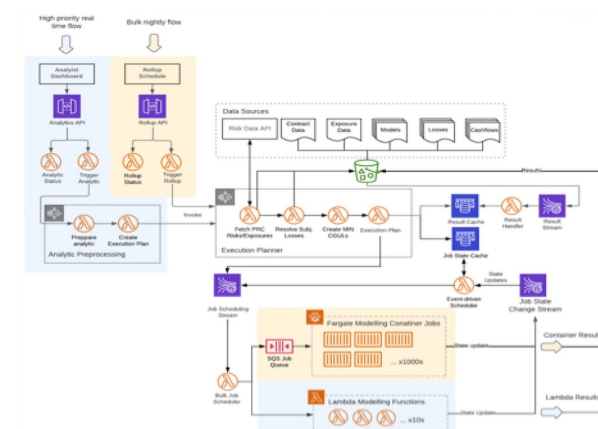 High priority real
time flow
Bulk nightly flow
Analyist
Dashboard
Rollup
Schedule
Analytics API
Rollup API
Analytic
Status
Trigger
Analytic
Rollup
Status
Trigger
Rollup
Data Sources
Risk Data API
Contract
Data
Exposure
Data
Models
Losses
Cashflows
Results
Invoke
Prepare
analytic
Create
Execution Plan
Analytic Preprocessing
Fetch PRC
Risks/Exposures
Resolve Subj.
Losses
Create MIN
CGULs
Execution Plan
Execution Planner
Result Cache
Result
Handler
Result
Stream
Job State Cache
State
Updates
Event-driven
Scheduler
Job State
Change Stream
Job Scheduling
Stream
Fargate Modelling Conatiner Jobs
SQS Job
Queue
... x1000s
State update
Container Resul
Bulk Job
Scheduler
Lambda Modelling Functions
... x10s
State Update
Lambda Results